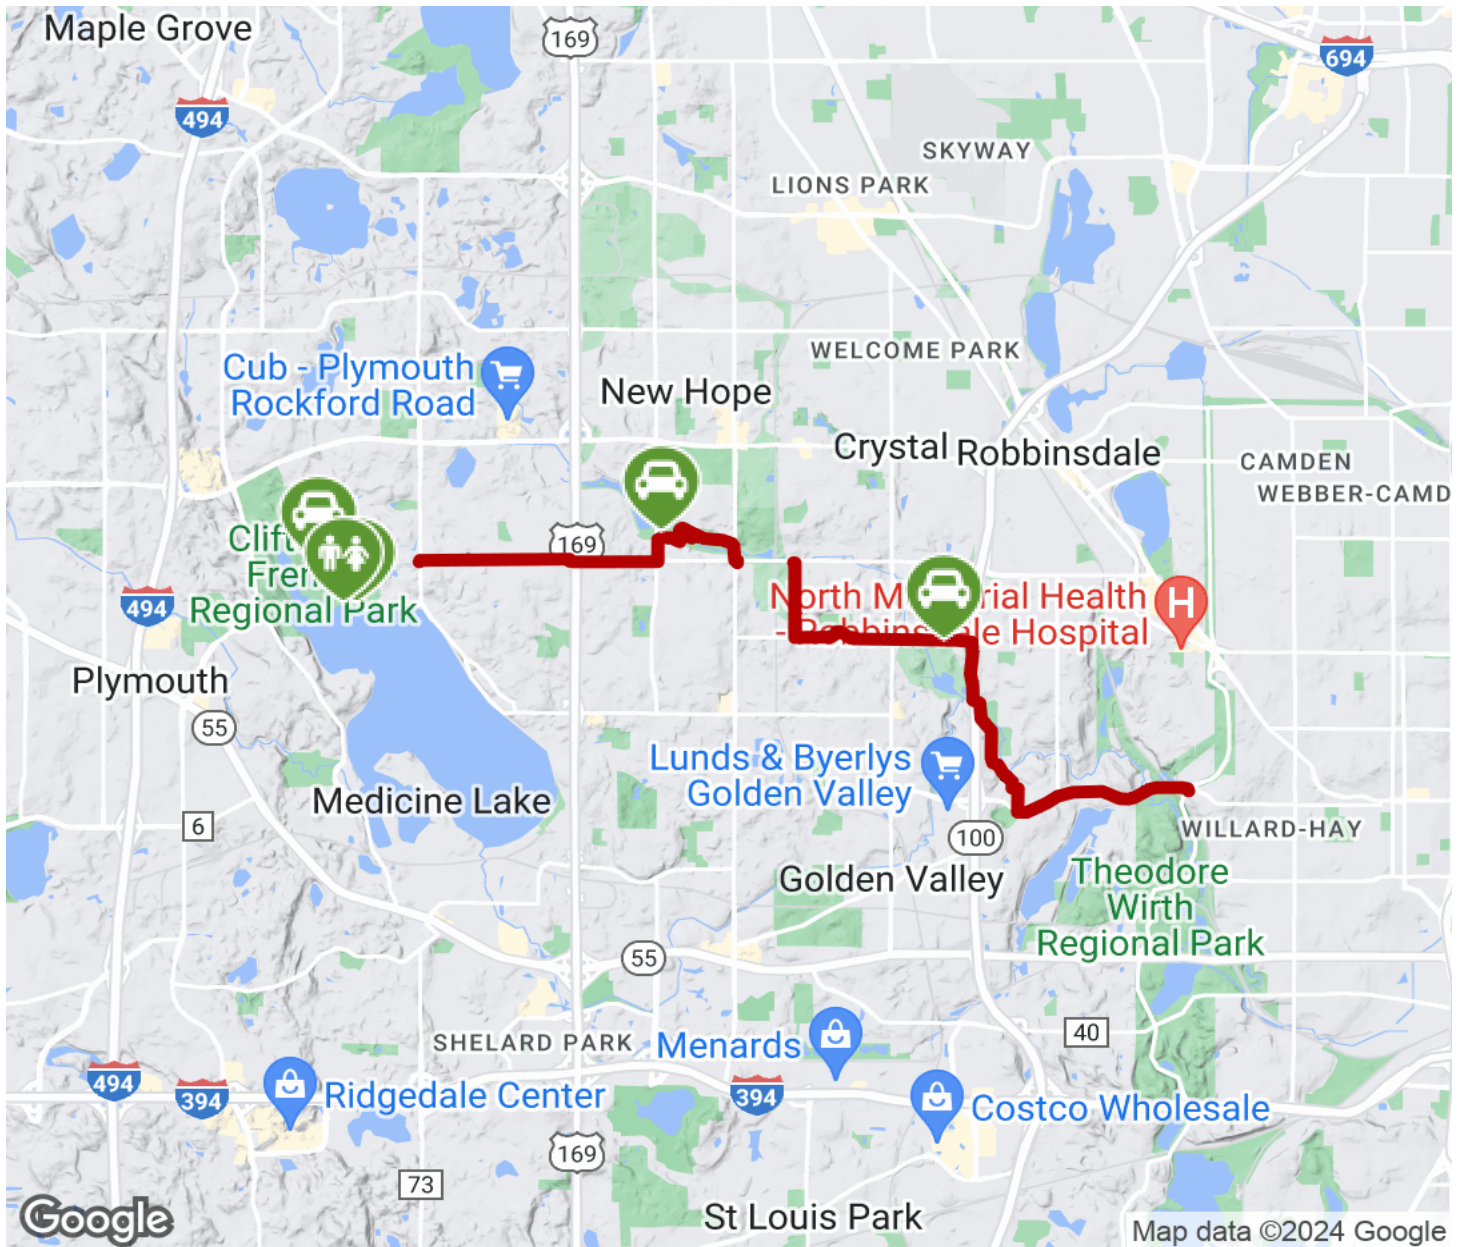 Maple Grove
169
694
494
SKYWAY
LIONS PARK
WELCOME PARK
Cub - Plymouth
Rockford Road
New Hope
Crystal
Robbinsdale
CAMDEN
WEBBER-CAMD
169
Regional Park
494
North
Health
Hospital
H
Plymouth
55
Lunds & Byerlys
Golden Valley
Medicine Lake
6
100
WILLARD-HAY
Golden Valley
Theodore
Wirth
Regional Park
55
SHELARD PARK
Menards
40
494
394
Ridgedale Center
394
Costco Wholesale
169
73
St Louis Park
Google
Map data ©2024 Google